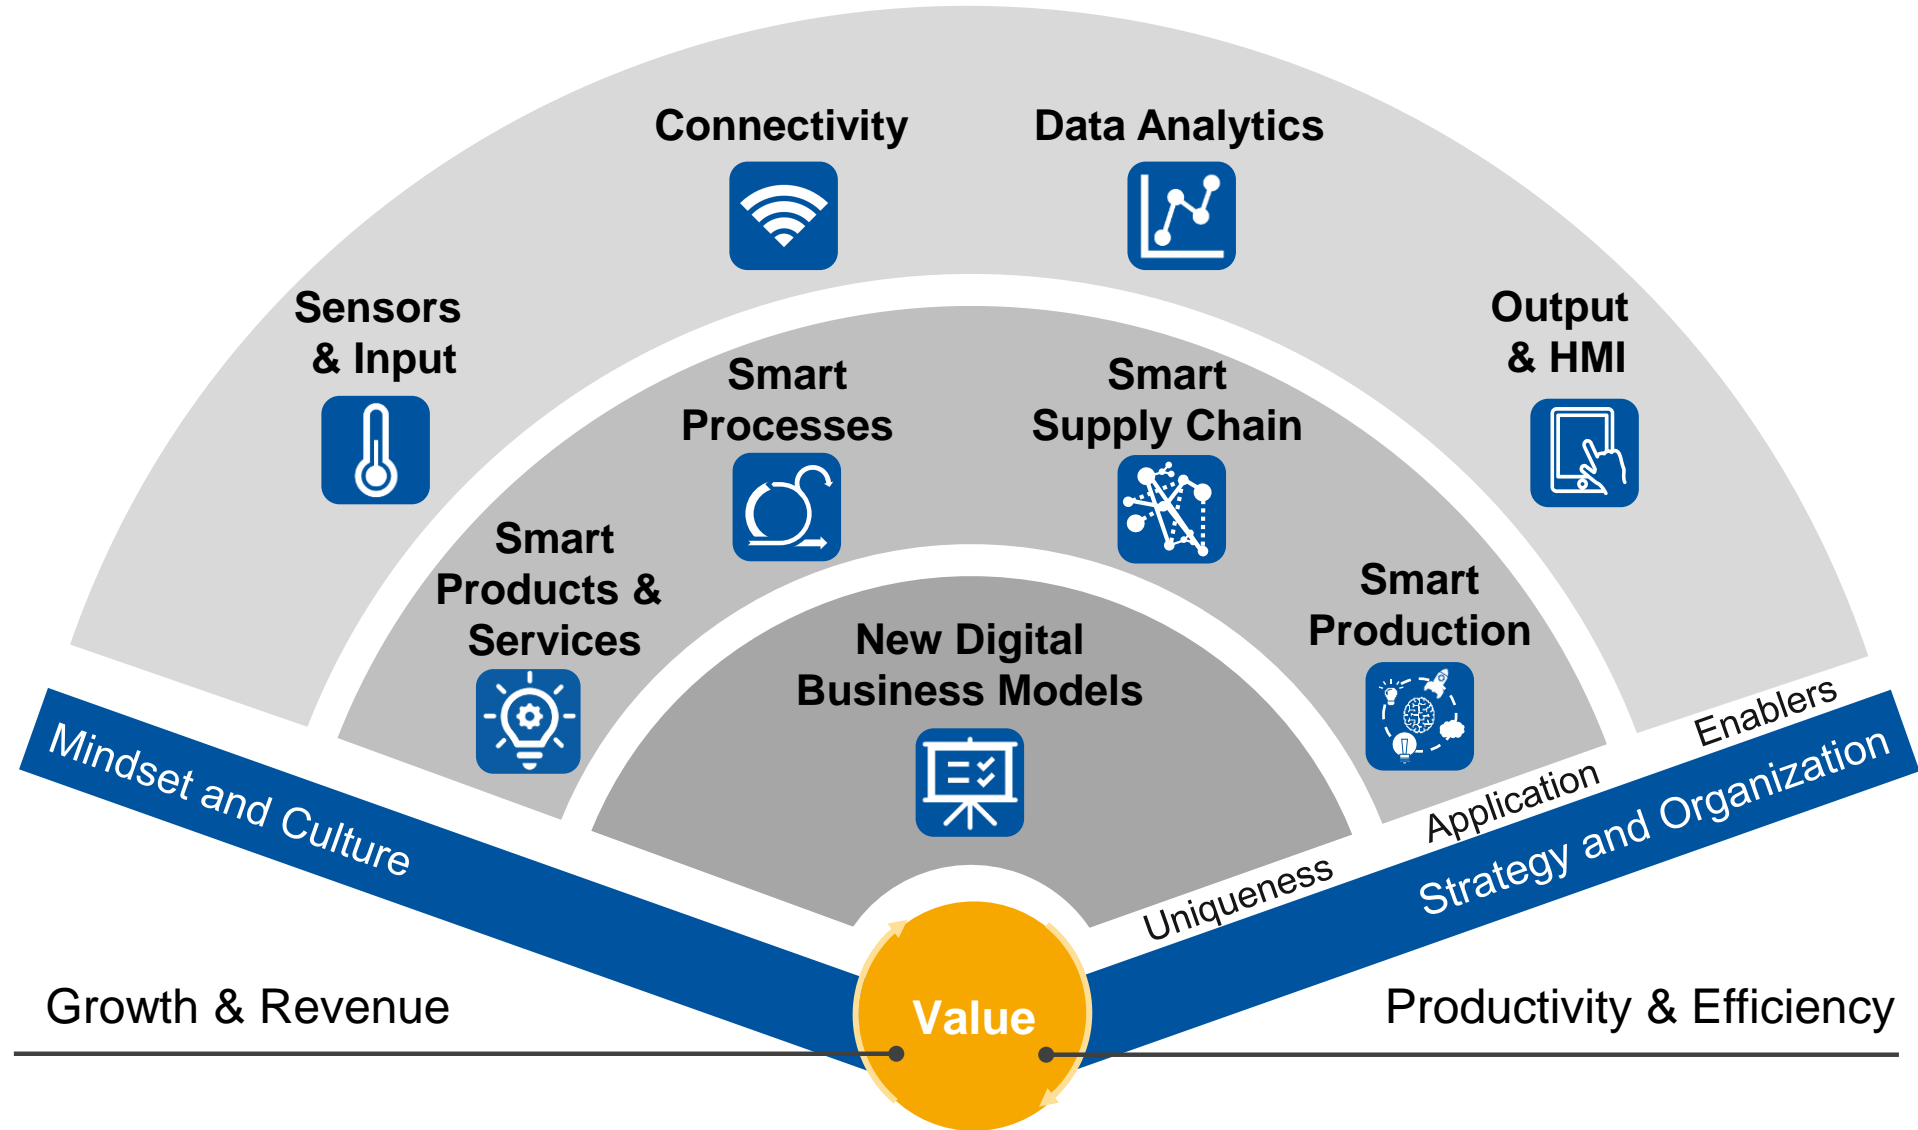 Connectivity
Data Analytics
Sensors
& Input
Output
& HMI
Smart
Processes
Smart
Supply Chain
Smart
Products &
Services
Smart
Production
New Digital
Business Models
Enablers
Application
Uniqueness
Mindset and Culture
Strategy and Organization
Growth & Revenue
Value
Productivity & Efficiency